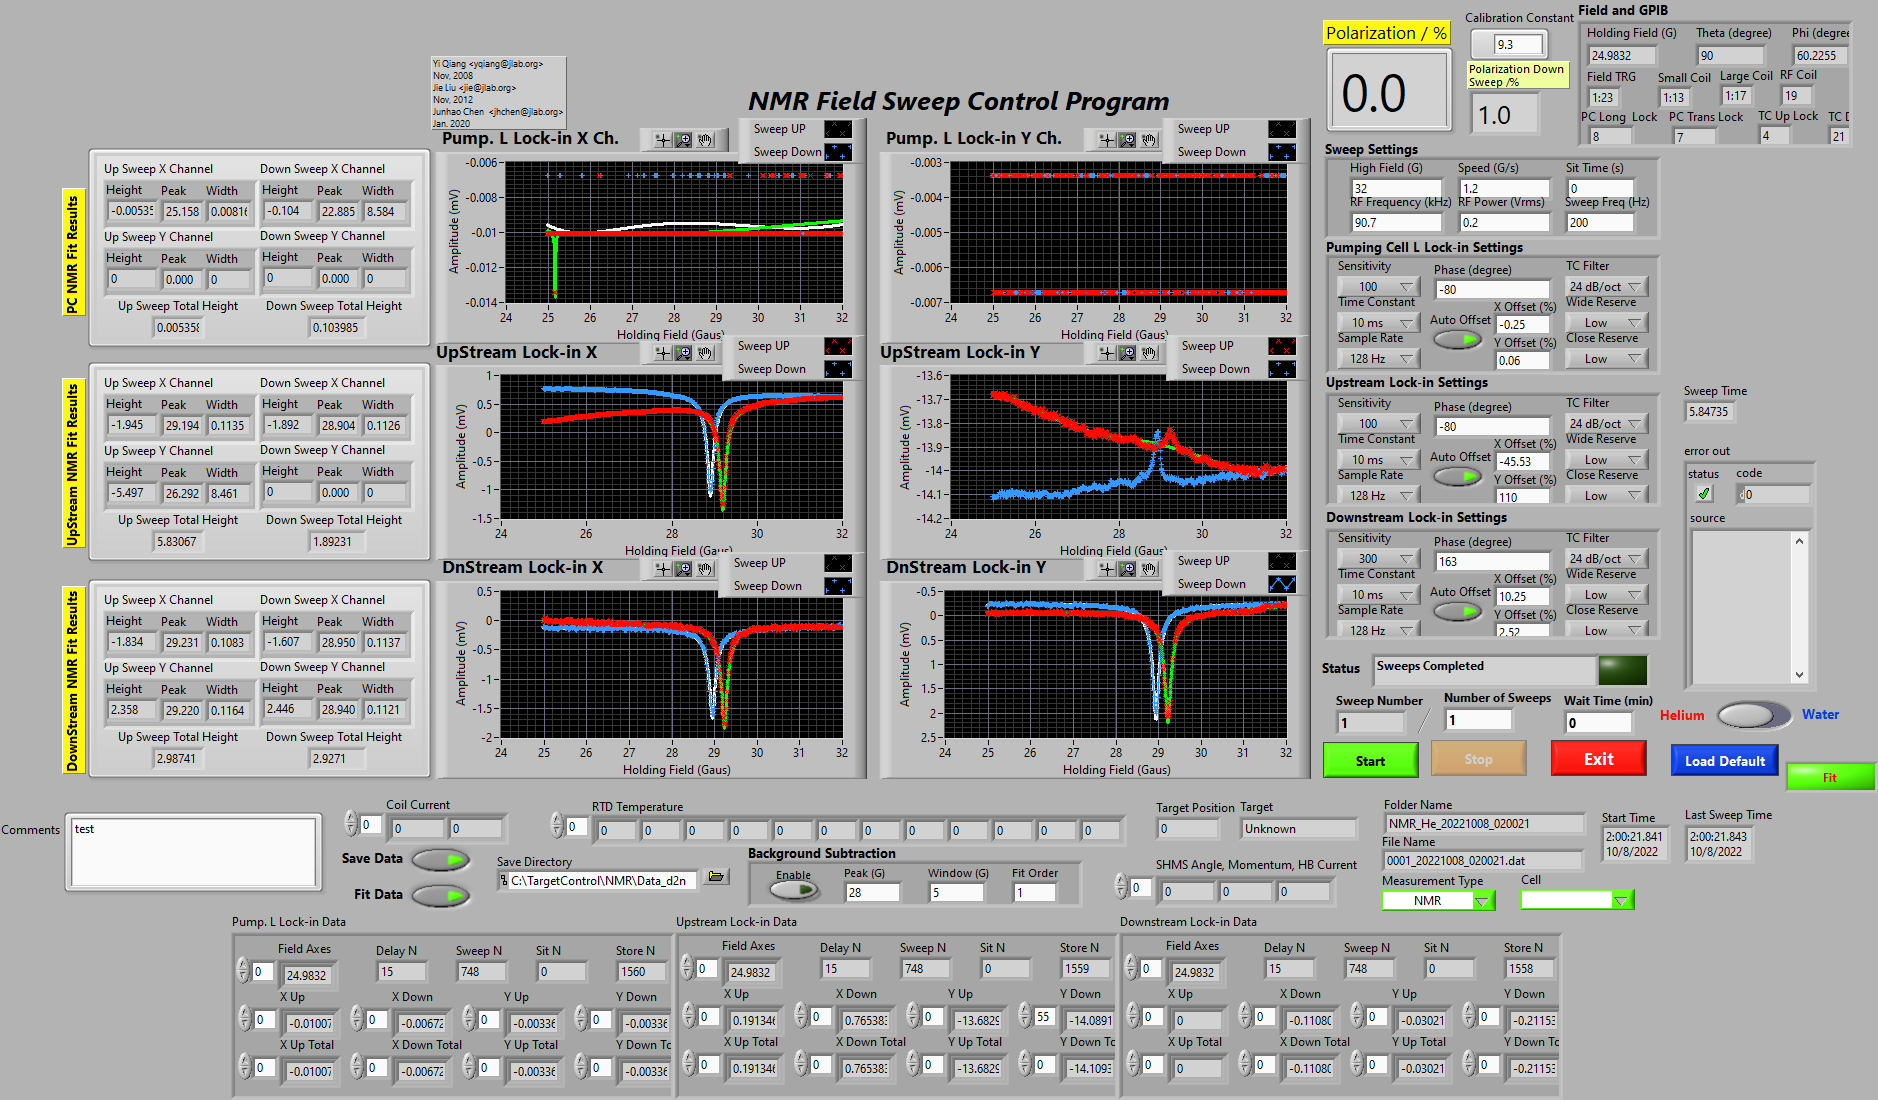 Yi Qiang <yqiang@jlab.org>
Nov, 2008
Jie Liu <jie@jlab.org>
Nov, 2012
Junhao Chen <jhchen@jlab.org>
Jan. 2020
NMR Field Sweep Control Program
Polarization / %
0.0
Calibration Constant
9.3
Polarization Down
Sweep /%
1.0
Field and GPIB
Holding Field (G) Theta (degree) Phi (degree
24.9832 90 60.2255
Field TRG Small Coil Large Coil RF Coil
1:23 1:13 1:17 19
PC Long Lock PC Trans Lock TC Up Lock TC D
8 7 4 21
PC NMR Fit Results
Up Sweep X Channel Down Sweep X Channel
Height Peak Width Height Peak Width
-0.00535 25.158 0.00816 -0.104 22.885 8.584
Up Sweep Y Channel Down Sweep Y Channel
Height Peak Width Height Peak Width
0 0.000 0 0 0.000 0
Up Sweep Total Height Down Sweep Total Height
0.005358 0.103985
Pump. L Lock-in X Ch.
Sweep UP
Sweep Down
Amplitude (mV)
-0.006
-0.008
-0.01
-0.012
-0.014
24 25 26 27 28 29 30 31 32
Holding Field (Gaus)
Pump. L Lock-in Y Ch.
Sweep UP
Sweep Down
Amplitude (mV)
-0.003
-0.004
-0.005
-0.006
-0.007
24 25 26 27 28 29 30 31 32
Holding Field (Gaus)
UpStream NMR Fit Results
Up Sweep X Channel Down Sweep X Channel
Height Peak Width Height Peak Width
-1.945 29.194 0.1135 -1.892 28.904 0.1126
Up Sweep Y Channel Down Sweep Y Channel
Height Peak Width Height Peak Width
-5.497 26.292 8.461 0 0.000 0
Up Sweep Total Height Down Sweep Total Height
5.83067 1.89231
UpStream Lock-in X
Sweep UP
Sweep Down
Amplitude (mV)
1
0.5
0
-0.5
-1
-1.5
24 26 28 30 32
Holding Field (Gaus)
UpStream Lock-in Y
Sweep UP
Sweep Down
Amplitude (mV)
-13.6
-13.7
-13.8
-13.9
-14
-14.1
-14.2
24 26 28 30 32
Holding Field (Gaus)
DownStream NMR Fit Results
Up Sweep X Channel Down Sweep X Channel
Height Peak Width Height Peak Width
-1.834 29.231 0.1083 -1.607 28.950 0.1137
Up Sweep Y Channel Down Sweep Y Channel
Height Peak Width Height Peak Width
2.358 29.220 0.1164 2.446 28.940 0.1121
Up Sweep Total Height Down Sweep Total Height
2.98741 2.9271
DnStream Lock-in X
Sweep UP
Sweep Down
Amplitude (mV)
0.5
0
-0.5
-1
-1.5
-2
24 25 26 27 28 29 30 31 32
Holding Field (Gaus)
DnStream Lock-in Y
Sweep UP
Sweep Down
Amplitude (mV)
-0.5
0
0.5
1
1.5
2
2.5
24 25 26 27 28 29 30 31 32
Holding Field (Gaus)
Sweep Settings
High Field (G) Speed (G/s) Sit Time (s)
32 1.2 0
RF Frequency (kHz) RF Power (Vrms) Sweep Freq (Hz)
90.7 0.2 200
Pumping Cell L Lock-in Settings
Sensitivity Phase (degree) TC Filter
100 -80 24 dB/oct
Time Constant X Offset (%) Wide Reserve
10 ms Auto Offset -0.25 Low
Sample Rate Y Offset (%) Close Reserve
128 Hz 0.06 Low
Upstream Lock-in Settings
Sensitivity Phase (degree) TC Filter
100 -80 24 dB/oct
Time Constant X Offset (%) Wide Reserve
10 ms Auto Offset -45.53 Low
Sample Rate Y Offset (%) Close Reserve
128 Hz 110 Low
Downstream Lock-in Settings
Sensitivity Phase (degree) TC Filter
300 163 24 dB/oct
Time Constant X Offset (%) Wide Reserve
10 ms Auto Offset 10.25 Low
Sample Rate Y Offset (%) Close Reserve
128 Hz 2.52 Low
Sweep Time
5.84735
error out
status code
0
source
Status Sweeps Completed
Sweep Number Number of Sweeps Wait Time (min)
1 / 1 0
Helium Water
Start Stop Exit Load Default Fit
Comments
test
Coil Current
0 0 0
Save Data
Fit Data
RTD Temperature
0 0 0 0 0 0 0 0 0 0 0 0 0
Save Directory
C:\TargetControl\NMR\Data_d2n
Background Subtraction
Enable Peak (G) Window (G) Fit Order
28 5 1
Target Position Target
0 Unknown
SHMS Angle, Momentum, HB Current
0 0 0 0
Folder Name
NMR_He_20221008_020021
File Name
0001_20221008_020021.dat
Measurement Type Cell
NMR
Start Time
2:00:21.841
10/8/2022
Last Sweep Time
2:00:21.843
10/8/2022
Pump. L Lock-in Data
Field Axes Delay N Sweep N Sit N Store N
0 24.9832 15 748 0 1560
X Up X Down Y Up Y Down
0 -0.01007 0 -0.00672 0 -0.00336 0 -0.00336
X Up Total X Down Total Y Up Total Y Down To
0 -0.01007 0 -0.00672 0 -0.00336 0 -0.00336
Upstream Lock-in Data
Field Axes Delay N Sweep N Sit N Store N
0 24.9832 15 748 0 1559
X Up X Down Y Up Y Down
0 0.191346 0 0.765383 0 -13.6829 55 -14.0891
X Up Total X Down Total Y Up Total Y Down To
0 0.191346 0 0.765383 0 -13.6829 0 -14.1093
Downstream Lock-in Data
Field Axes Delay N Sweep N Sit N Store N
0 24.9832 15 748 0 1558
X Up X Down Y Up Y Down
0 0 0 -0.11080 0 -0.03021 0 -0.21153
X Up Total X Down Total Y Up Total Y Down To
0 0 0 -0.11080 0 -0.03021 0 -0.21153